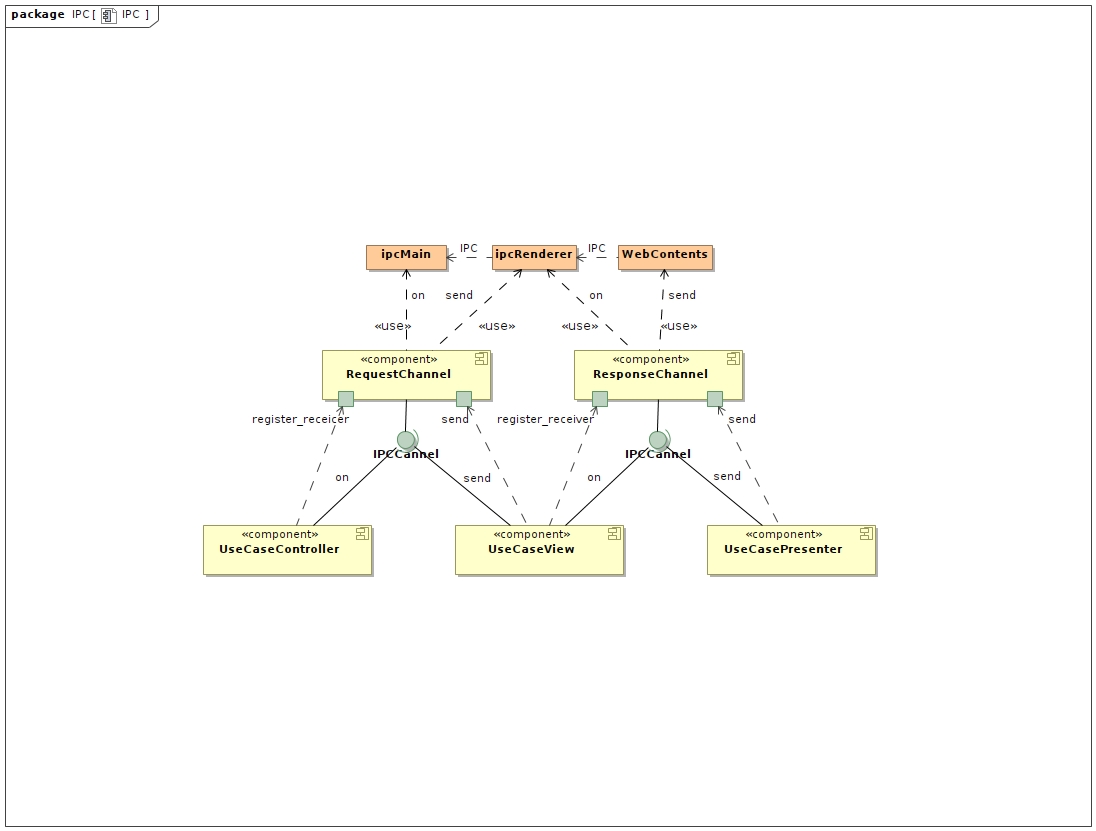 package IPC [ IPC ]
ipcMain IPC ipcRenderer IPC WebContents
on send on send
«use» «use» «use» «use»
«component» «component»
RequestChannel ResponseChannel
register_receicer send register_receiver send
IPCCannel IPCCannel
on send on send
«component» «component» «component»
UseCaseController UseCaseView UseCasePresenter